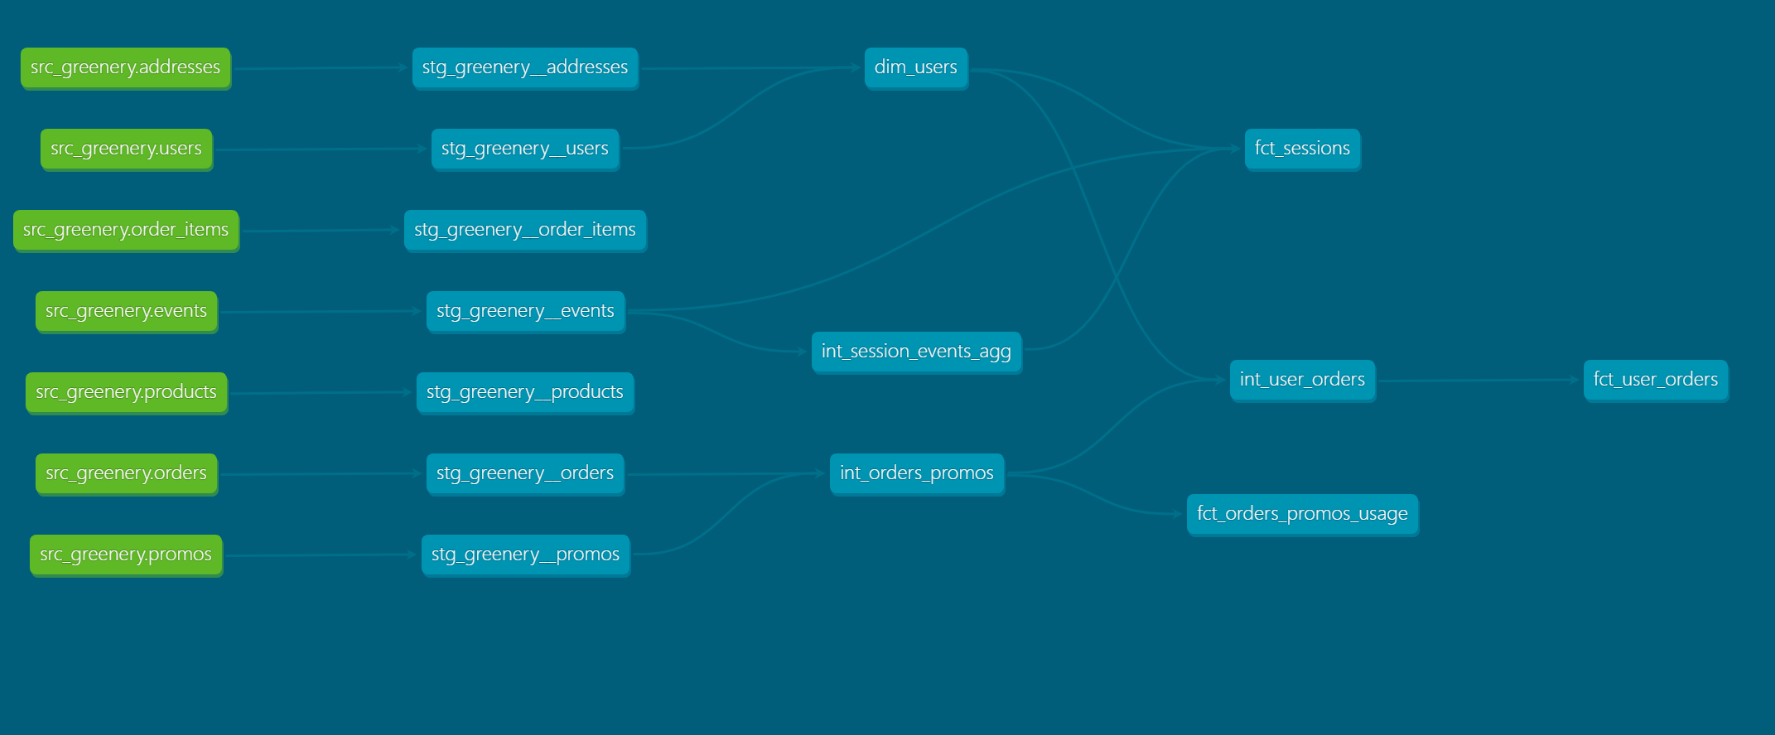 src_greenery.addresses
stg_greenery__addresses
dim_users
src_greenery.users
stg_greenery__users
fct_sessions
src_greenery.order_items
stg_greenery__order_items
src_greenery.events
stg_greenery__events
int_session_events_agg
src_greenery.products
stg_greenery__products
int_user_orders
fct_user_orders
src_greenery.orders
stg_greenery__orders
int_orders_promos
fct_orders_promos_usage
src_greenery.promos
stg_greenery__promos